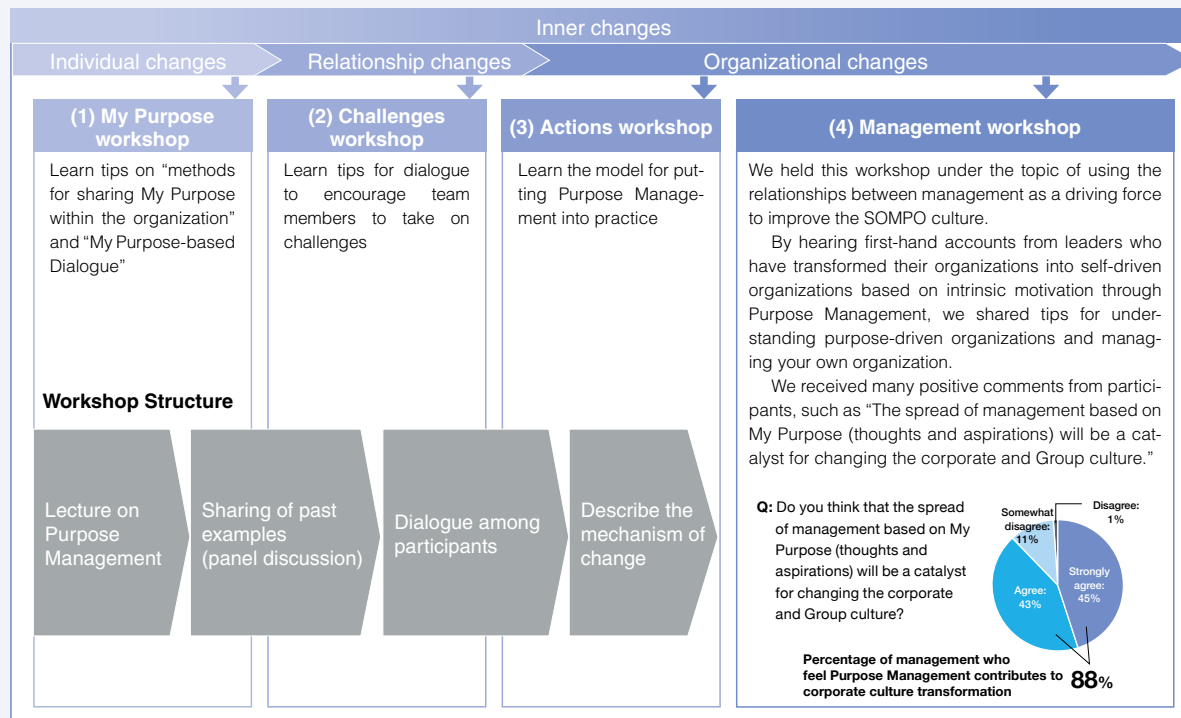 Inner changes
Individual changes
Relationship changes
Organizational changes
(1) My Purpose
workshop
Learn tips on “methods
for sharing My Purpose
within the organization”
and “My Purpose-based
Dialogue”
(2) Challenges
workshop
Learn tips for dialogue
to encourage team
members to take on
challenges
(3) Actions workshop
Learn the model for put-
ting Purpose Manage-
ment into practice
Workshop Structure
Lecture on
Purpose
Management
Sharing of past
examples
(panel discussion)
Dialogue among
participants
Describe the
mechanism of
change
(4) Management workshop
We held this workshop under the topic of using the
relationships between management as a driving force
to improve the SOMPO culture.
By hearing first-hand accounts from leaders who
have transformed their organizations into self-driven
organizations based on intrinsic motivation through
Purpose Management, we shared tips for under-
standing purpose-driven organizations and manag-
ing your own organization.
We received many positive comments from partici-
pants, such as “The spread of management based on
My Purpose (thoughts and aspirations) will be a cat-
alyst for changing the corporate and Group culture.”
Q: Do you think that the spread
of management based on My
Purpose (thoughts and
aspirations) will be a catalyst
for changing the corporate
and Group culture?
Somewhat
disagree:
11%
Disagree:
1%
Agree:
43%
Strongly
agree:
45%
Percentage of management who
feel Purpose Management contributes to
corporate culture transformation
88%